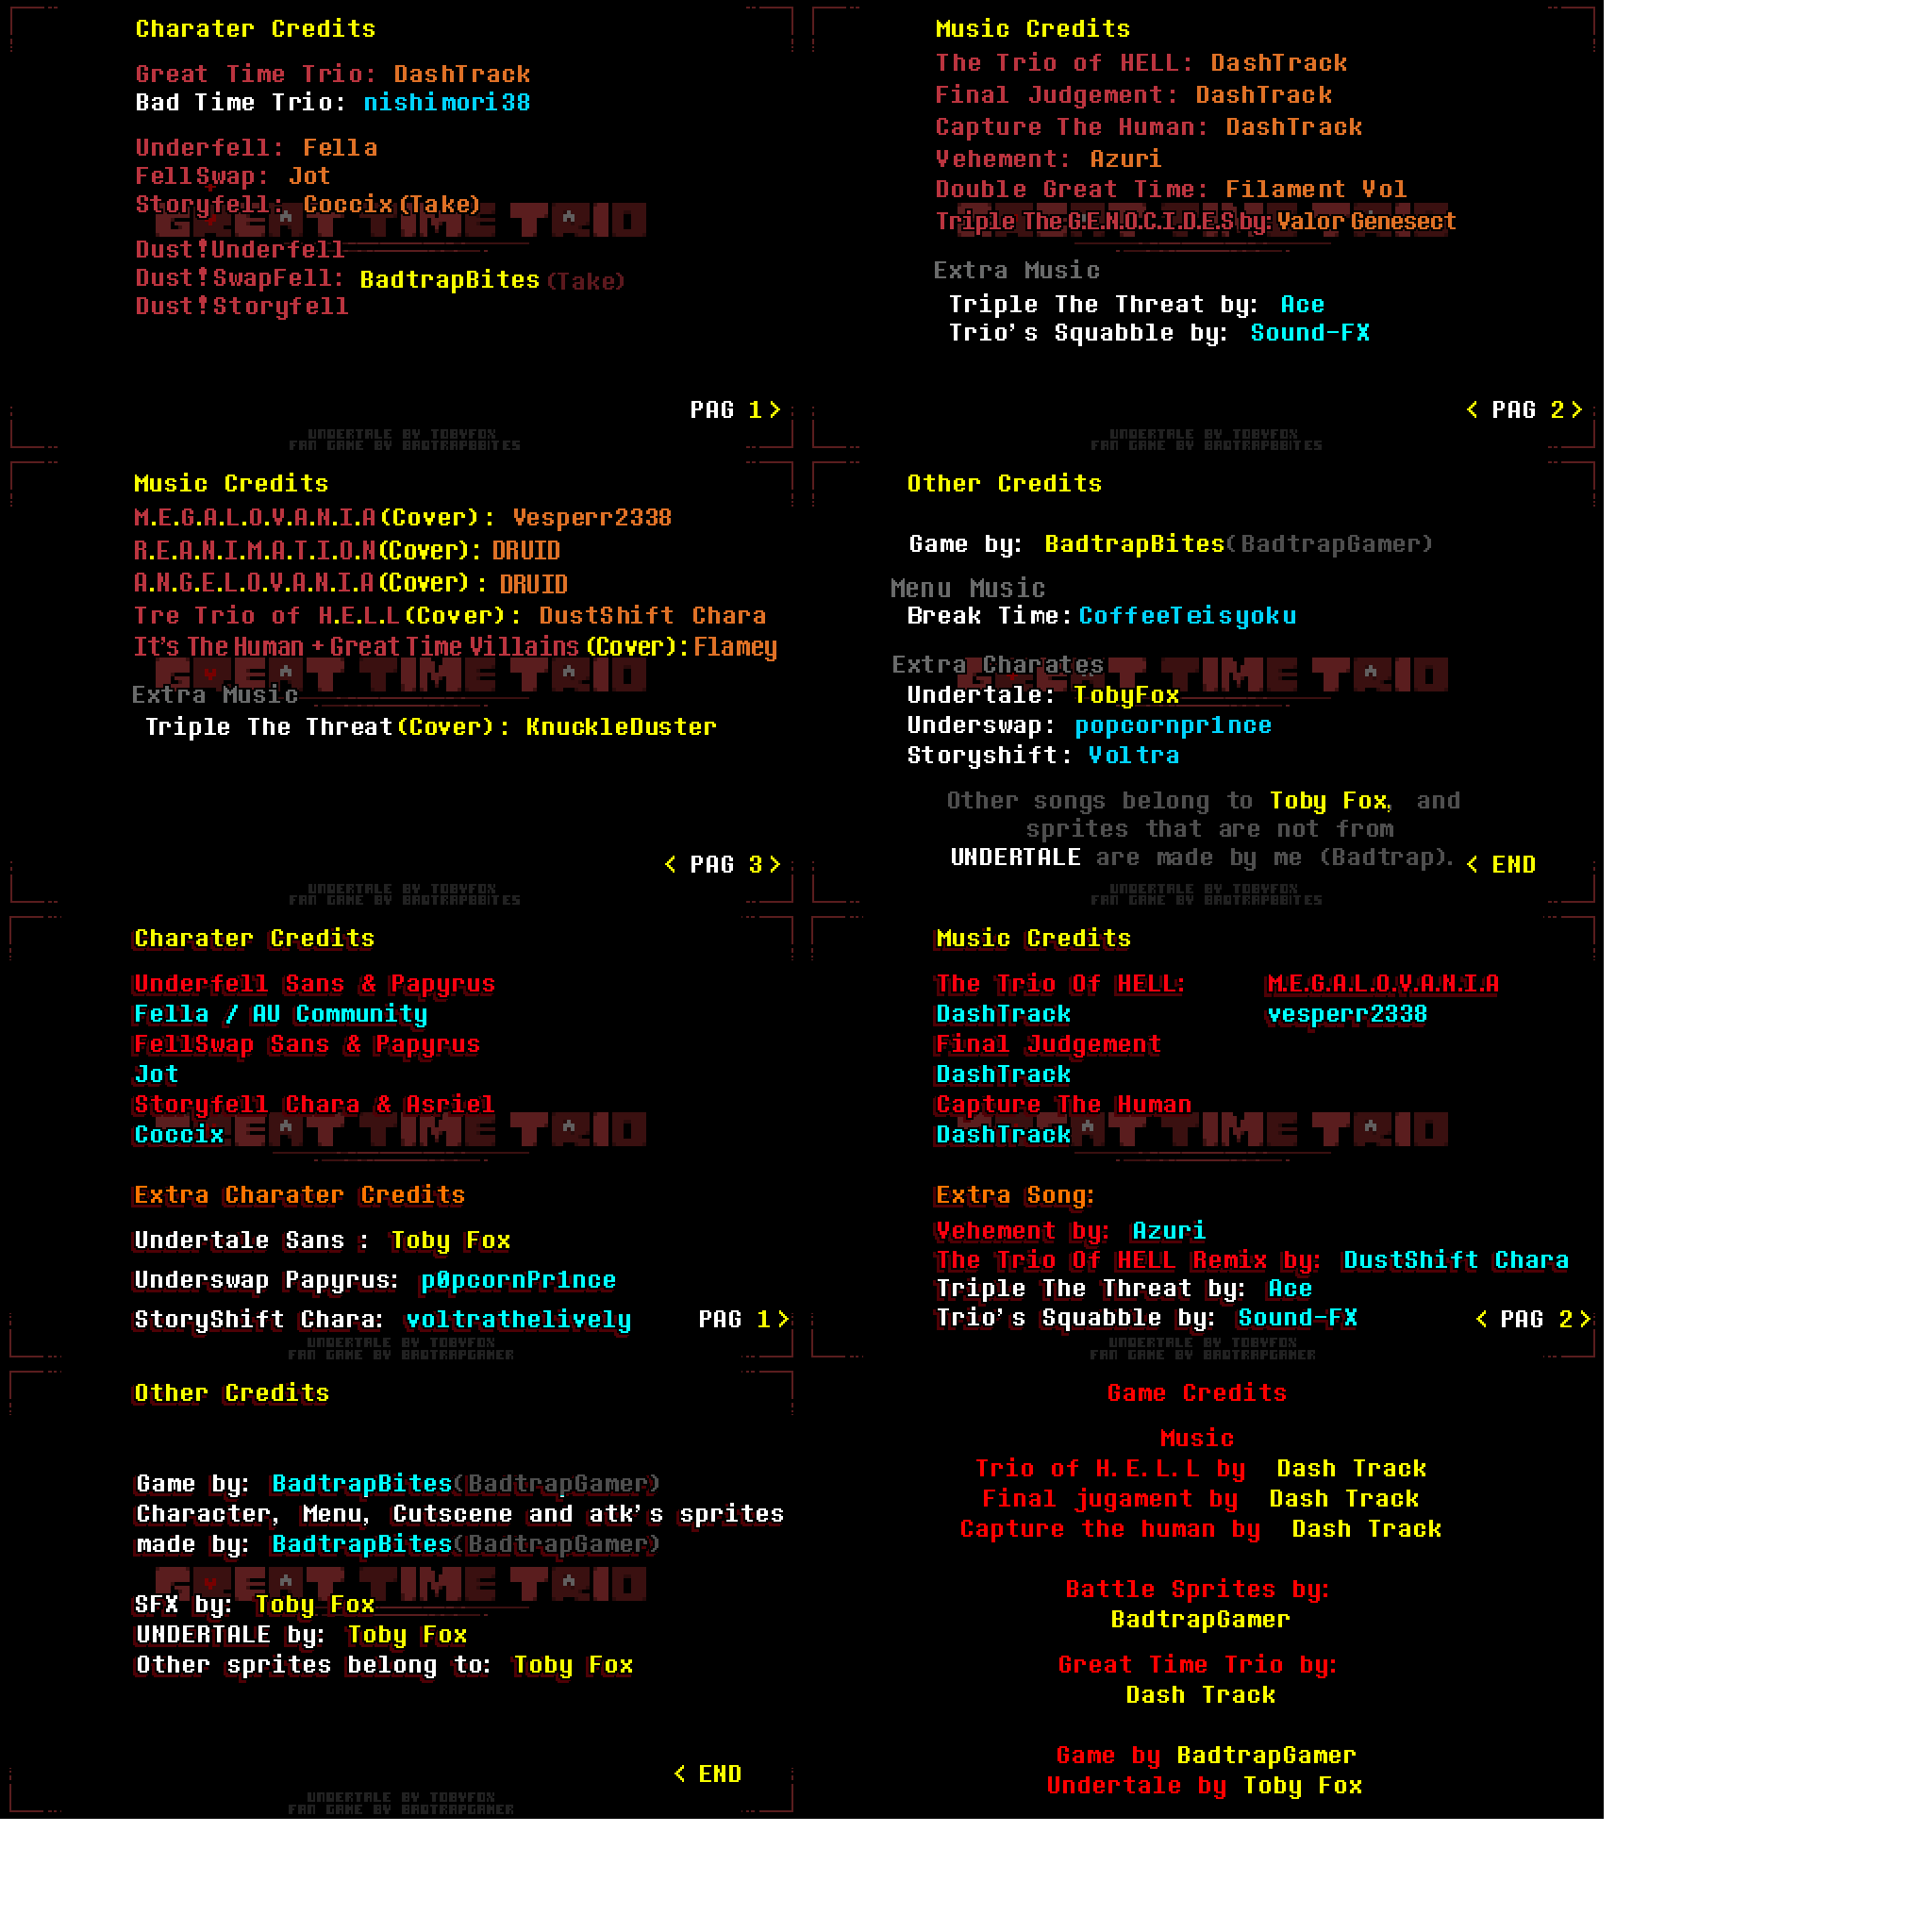 Charater Credits
Great Time Trio: DashTrack
Bad Time Trio: nishimori38
Underfell: Fella
FellSwap: Jot
Storyfell: Coccix(Take)
GREAT TIME TRIO
Dust!Underfell
Dust!SwapFell: BadtrapBites (Take)
Dust!Storyfell
PAG 1>
UNDERTALE BY TOBYFOX
FAN GAME BY BADTRAPBBITES
Music Credits
The Trio of HELL: DashTrack
Final Judgement: DashTrack
Capture The Human: DashTrack
Vehement: Azuri
Double Great Time: Filament Vol
Triple The G.E.N.O.C.I.D.E.S by: Valor Genesect
GREAT TIME TRIO
Extra Music
Triple The Threat by: Ace
Trio's Squabble by: Sound-FX
< PAG 2>
UNDERTALE BY TOBYFOX
FAN GAME BY BADTRAPBBITES
Music Credits
M.E.G.A.L.O.V.A.N.I.A(Cover): Vesperr2338
R.E.A.N.I.M.A.T.I.O.N(Cover): DRUID
A.N.G.E.L.O.V.A.N.I.A(Cover): DRUID
Tre Trio of H.E.L.L(Cover): DustShift Chara
It's The Human + Great Time Villains (Cover): Flamey
GREAT TIME TRIO
Extra Music
Triple The Threat(Cover): KnuckleDuster
< PAG 3>
UNDERTALE BY TOBYFOX
FAN GAME BY BADTRAPBBITES
Other Credits
Game by: BadtrapBites(BadtrapGamer)
Menu Music
Break Time: CoffeeTeisyoku
Extra Charates
GREAT TIME TRIO
Undertale: TobyFox
Underswap: popcornpr1nce
Storyshift: Voltra
Other songs belong to Toby Fox, and
sprites that are not from
UNDERTALE are made by me (Badtrap).
< END
UNDERTALE BY TOBYFOX
FAN GAME BY BADTRAPBBITES
Charater Credits
Underfell Sans & Papyrus
Fella / AU Community
FellSwap Sans & Papyrus
Jot
Storyfell Chara & Asriel
Coccix
GREAT TIME TRIO
Extra Charater Credits
Undertale Sans : Toby Fox
Underswap Papyrus: p0pcornPr1nce
StoryShift Chara: voltrathelively
PAG 1>
UNDERTALE BY TOBYFOX
FAN GAME BY BADTRAPGAMER
Music Credits
The Trio Of HELL: M.E.G.A.L.O.V.A.N.I.A
DashTrack vesperr2338
Final Judgement
DashTrack
Capture The Human
DashTrack
GREAT TIME TRIO
Extra Song:
Vehement by: Azuri
The Trio Of HELL Remix by: DustShift Chara
Triple The Threat by: Ace
Trio's Squabble by: Sound-FX
< PAG 2>
UNDERTALE BY TOBYFOX
FAN GAME BY BADTRAPGAMER
Other Credits
Game by: BadtrapBites(BadtrapGamer)
Character, Menu, Cutscene and atk's sprites
made by: BadtrapBites(BadtrapGamer)
GREAT TIME TRIO
SFX by: Toby Fox
UNDERTALE by: Toby Fox
Other sprites belong to: Toby Fox
< END
UNDERTALE BY TOBYFOX
FAN GAME BY BADTRAPGAMER
Game Credits
Music
Trio of H.E.L.L by Dash Track
Final jugament by Dash Track
Capture the human by Dash Track
Battle Sprites by:
BadtrapGamer
Great Time Trio by:
Dash Track
Game by BadtrapGamer
Undertale by Toby Fox